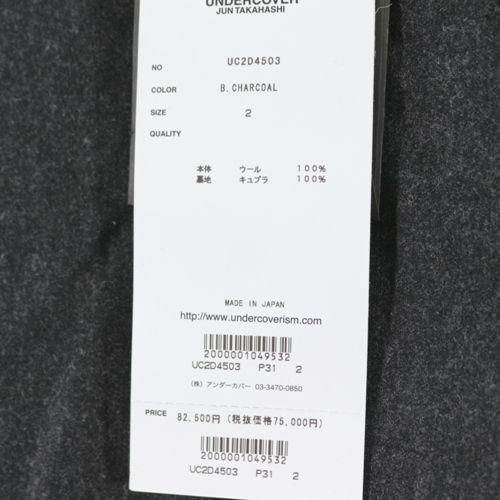 UNDERCOVER
JUN TAKAHASHI
NO UC2D4503
COLOR B.CHARCOAL
SIZE 2
QUALITY
本体 ウール 100%
裏地 キュプラ 100%
MADE IN JAPAN
http://www.undercoverism.com
2000001049532
UC2D4503 P31 2
(株) アンダーカバー 03-3470-0850
PRICE 82,500円 (税抜価格75,000円)
2000001049532
UC2D4503 P31 2